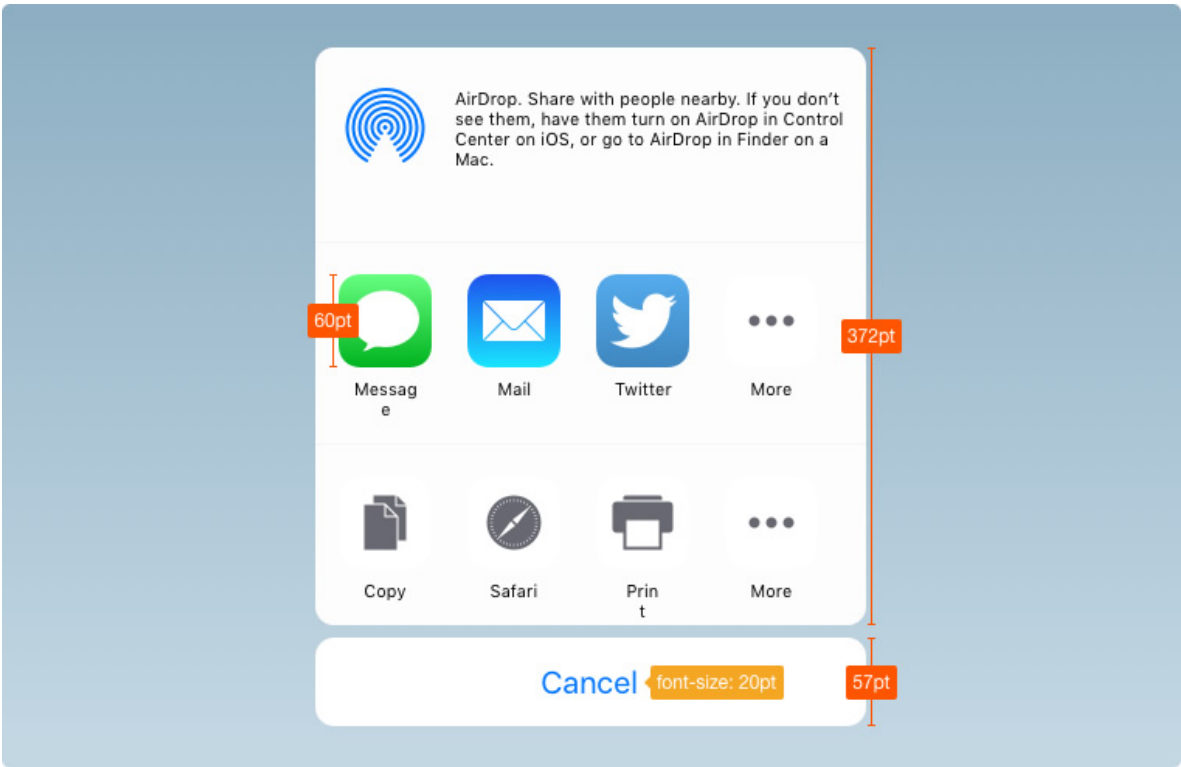 AirDrop. Share with people nearby. If you don’t
see them, have them turn on AirDrop in Control
Center on iOS, or go to AirDrop in Finder on a
Mac.
60pt
372pt
Messag
e
Mail
Twitter
More
Copy
Safari
Prin
t
More
Cancel
font-size: 20pt
57pt